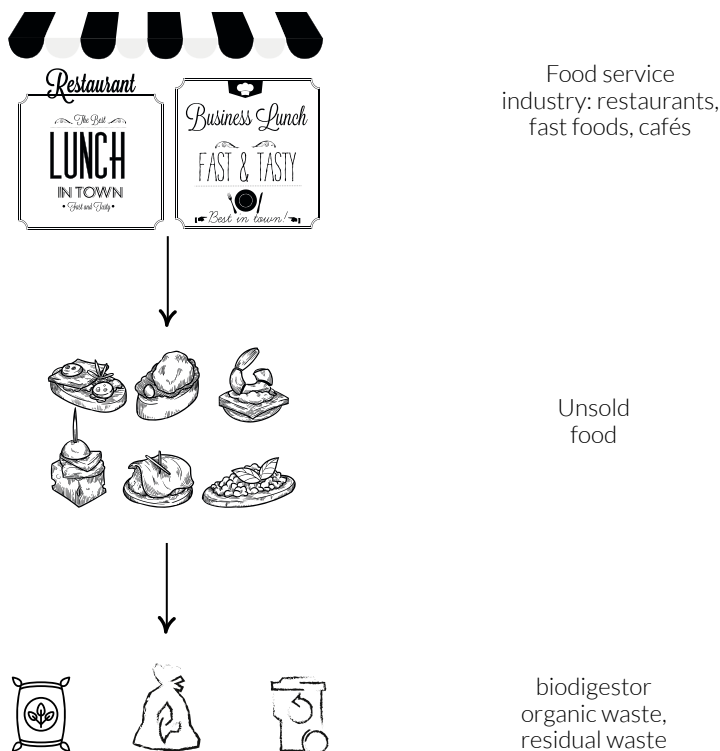 Restaurant
The Best
LUNCH
IN TOWN
• Fast and Tasty •
Business Lunch
FAST & TASTY
Best in town!
Food service
industry: restaurants,
fast foods, cafés
Unsold
food
biodigestor
organic waste,
residual waste